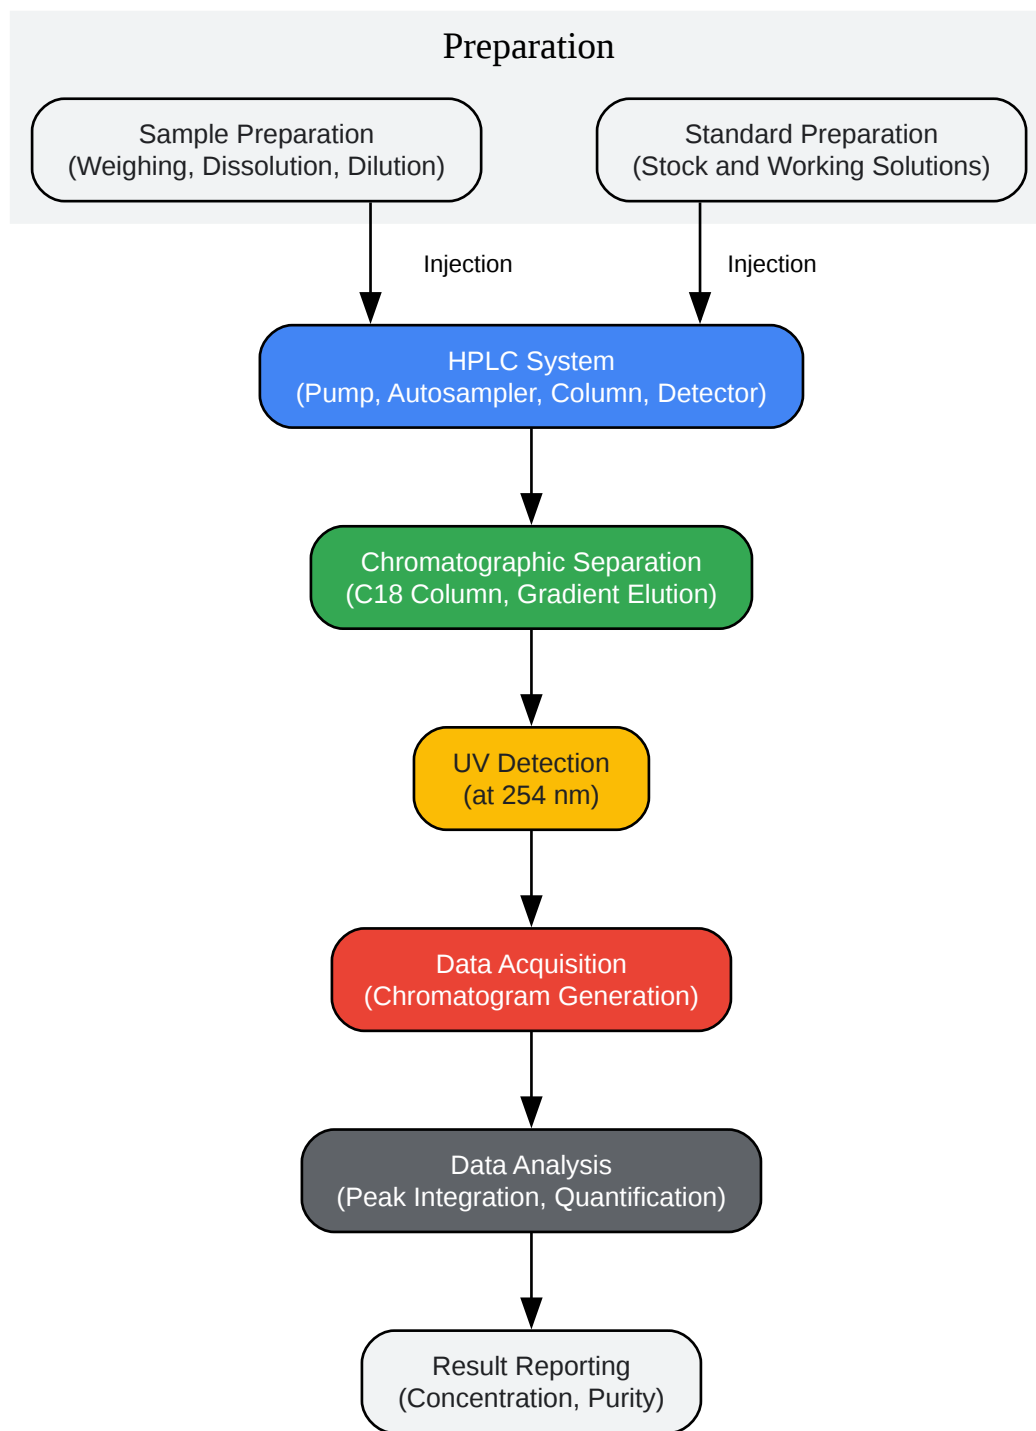 Preparation
Sample Preparation
(Weighing, Dissolution, Dilution)
Standard Preparation
(Stock and Working Solutions)
Injection
Injection
HPLC System
(Pump, Autosampler, Column, Detector)
Chromatographic Separation
(C18 Column, Gradient Elution)
UV Detection
(at 254 nm)
Data Acquisition
(Chromatogram Generation)
Data Analysis
(Peak Integration, Quantification)
Result Reporting
(Concentration, Purity)